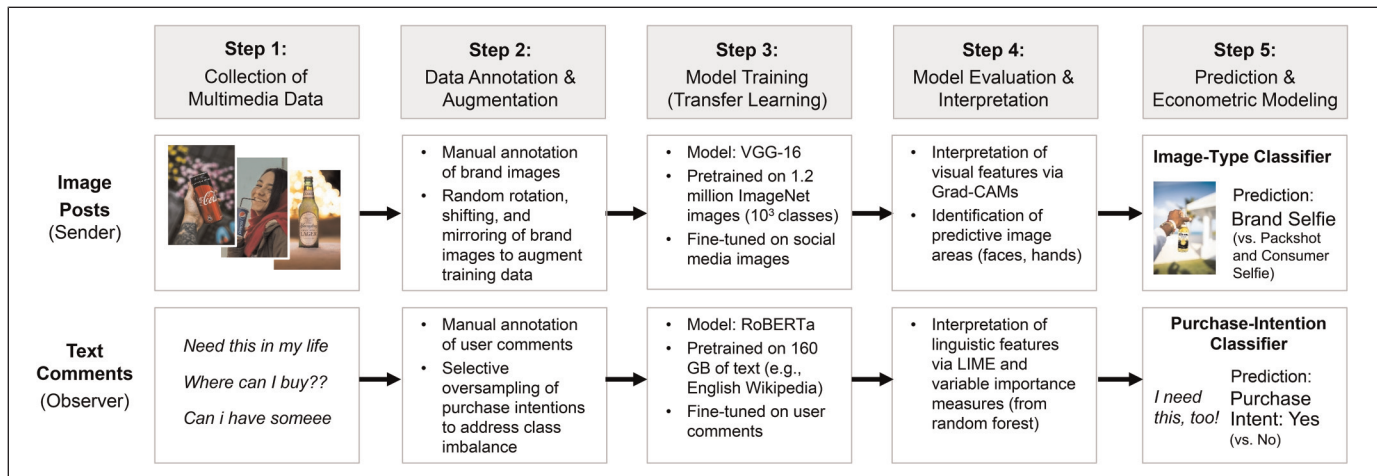 Step 1:
Collection of
Multimedia Data
Step 2:
Data Annotation &
Augmentation
Step 3:
Model Training
(Transfer Learning)
Step 4:
Model Evaluation &
Interpretation
Step 5:
Prediction &
Econometric Modeling
Image
Posts
(Sender)
• Manual annotation
of brand images
• Random rotation,
shifting, and
mirroring of brand
images to augment
training data
• Model: VGG-16
• Pretrained on 1.2
million ImageNet
images (10³ classes)
• Fine-tuned on social
media images
• Interpretation of
visual features via
Grad-CAMs
• Identification of
predictive image
areas (faces, hands)
Image-Type Classifier
Prediction:
Brand Selfie
(vs. Packshot
and Consumer
Selfie)
Text
Comments
(Observer)
Need this in my life
Where can I buy??
Can i have someee
• Manual annotation
of user comments
• Selective
oversampling of
purchase intentions
to address class
imbalance
• Model: RoBERTa
• Pretrained on 160
GB of text (e.g.,
English Wikipedia)
• Fine-tuned on user
comments
• Interpretation of
linguistic features
via LIME and
variable importance
measures (from
random forest)
Purchase-Intention
Classifier
I need
this, too!
Prediction:
Purchase
Intent: Yes
(vs. No)